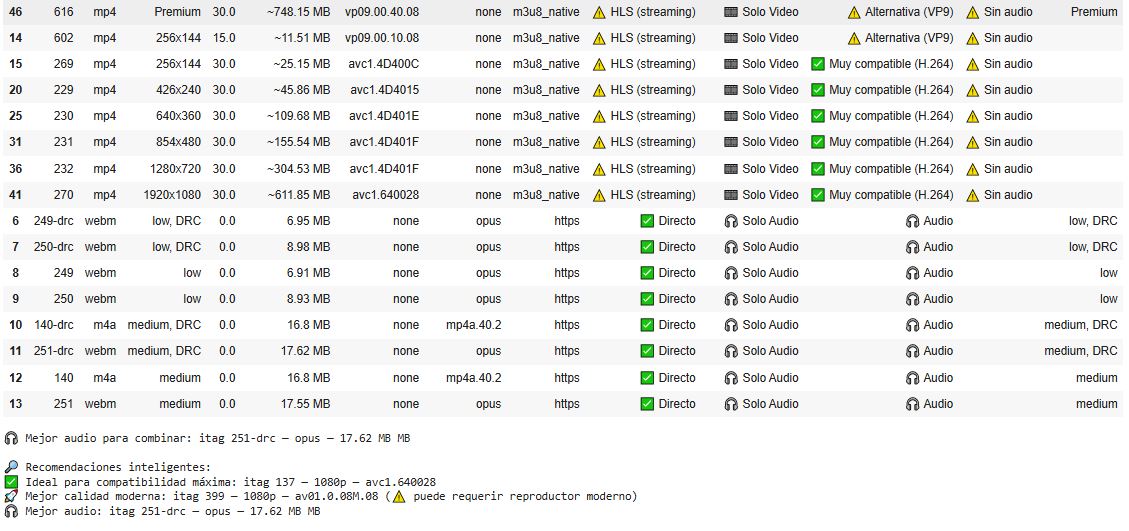 46 616 mp4 Premium 30.0 ~748.15 MB vp09.00.40.08 none m3u8_native ⚠️ HLS (streaming) 🎞️ Solo Video ⚠️ Alternativa (VP9) ⚠️ Sin audio Premium
14 602 mp4 256x144 15.0 ~11.51 MB vp09.00.10.08 none m3u8_native ⚠️ HLS (streaming) 🎞️ Solo Video ⚠️ Alternativa (VP9) ⚠️ Sin audio
15 269 mp4 256x144 30.0 ~25.15 MB avc1.4D400C none m3u8_native ⚠️ HLS (streaming) 🎞️ Solo Video ✅ Muy compatible (H.264) ⚠️ Sin audio
20 229 mp4 426x240 30.0 ~45.86 MB avc1.4D4015 none m3u8_native ⚠️ HLS (streaming) 🎞️ Solo Video ✅ Muy compatible (H.264) ⚠️ Sin audio
25 230 mp4 640x360 30.0 ~109.68 MB avc1.4D401E none m3u8_native ⚠️ HLS (streaming) 🎞️ Solo Video ✅ Muy compatible (H.264) ⚠️ Sin audio
31 231 mp4 854x480 30.0 ~155.54 MB avc1.4D401F none m3u8_native ⚠️ HLS (streaming) 🎞️ Solo Video ✅ Muy compatible (H.264) ⚠️ Sin audio
36 232 mp4 1280x720 30.0 ~304.53 MB avc1.4D401F none m3u8_native ⚠️ HLS (streaming) 🎞️ Solo Video ✅ Muy compatible (H.264) ⚠️ Sin audio
41 270 mp4 1920x1080 30.0 ~611.85 MB avc1.640028 none m3u8_native ⚠️ HLS (streaming) 🎞️ Solo Video ✅ Muy compatible (H.264) ⚠️ Sin audio
6 249-drc webm low, DRC 0.0 6.95 MB none opus https ✅ Directo 🎧 Solo Audio 🎧 Audio low, DRC
7 250-drc webm low, DRC 0.0 8.98 MB none opus https ✅ Directo 🎧 Solo Audio 🎧 Audio low, DRC
8 249 webm low 0.0 6.91 MB none opus https ✅ Directo 🎧 Solo Audio 🎧 Audio low
9 250 webm low 0.0 8.93 MB none opus https ✅ Directo 🎧 Solo Audio 🎧 Audio low
10 140-drc m4a medium, DRC 0.0 16.8 MB none mp4a.40.2 https ✅ Directo 🎧 Solo Audio 🎧 Audio medium, DRC
11 251-drc webm medium, DRC 0.0 17.62 MB none opus https ✅ Directo 🎧 Solo Audio 🎧 Audio medium, DRC
12 140 m4a medium 0.0 16.8 MB none mp4a.40.2 https ✅ Directo 🎧 Solo Audio 🎧 Audio medium
13 251 webm medium 0.0 17.55 MB none opus https ✅ Directo 🎧 Solo Audio 🎧 Audio medium
🎧 Mejor audio para combinar: itag 251-drc — opus — 17.62 MB MB
🔎 Recomendaciones inteligentes:
✅ Ideal para compatibilidad máxima: itag 137 — 1080p — avc1.640028
🚀 Mejor calidad moderna: itag 399 — 1080p — av01.0.08M.08 (⚠️ puede requerir reproductor moderno)
🎧 Mejor audio: itag 251-drc — opus — 17.62 MB MB